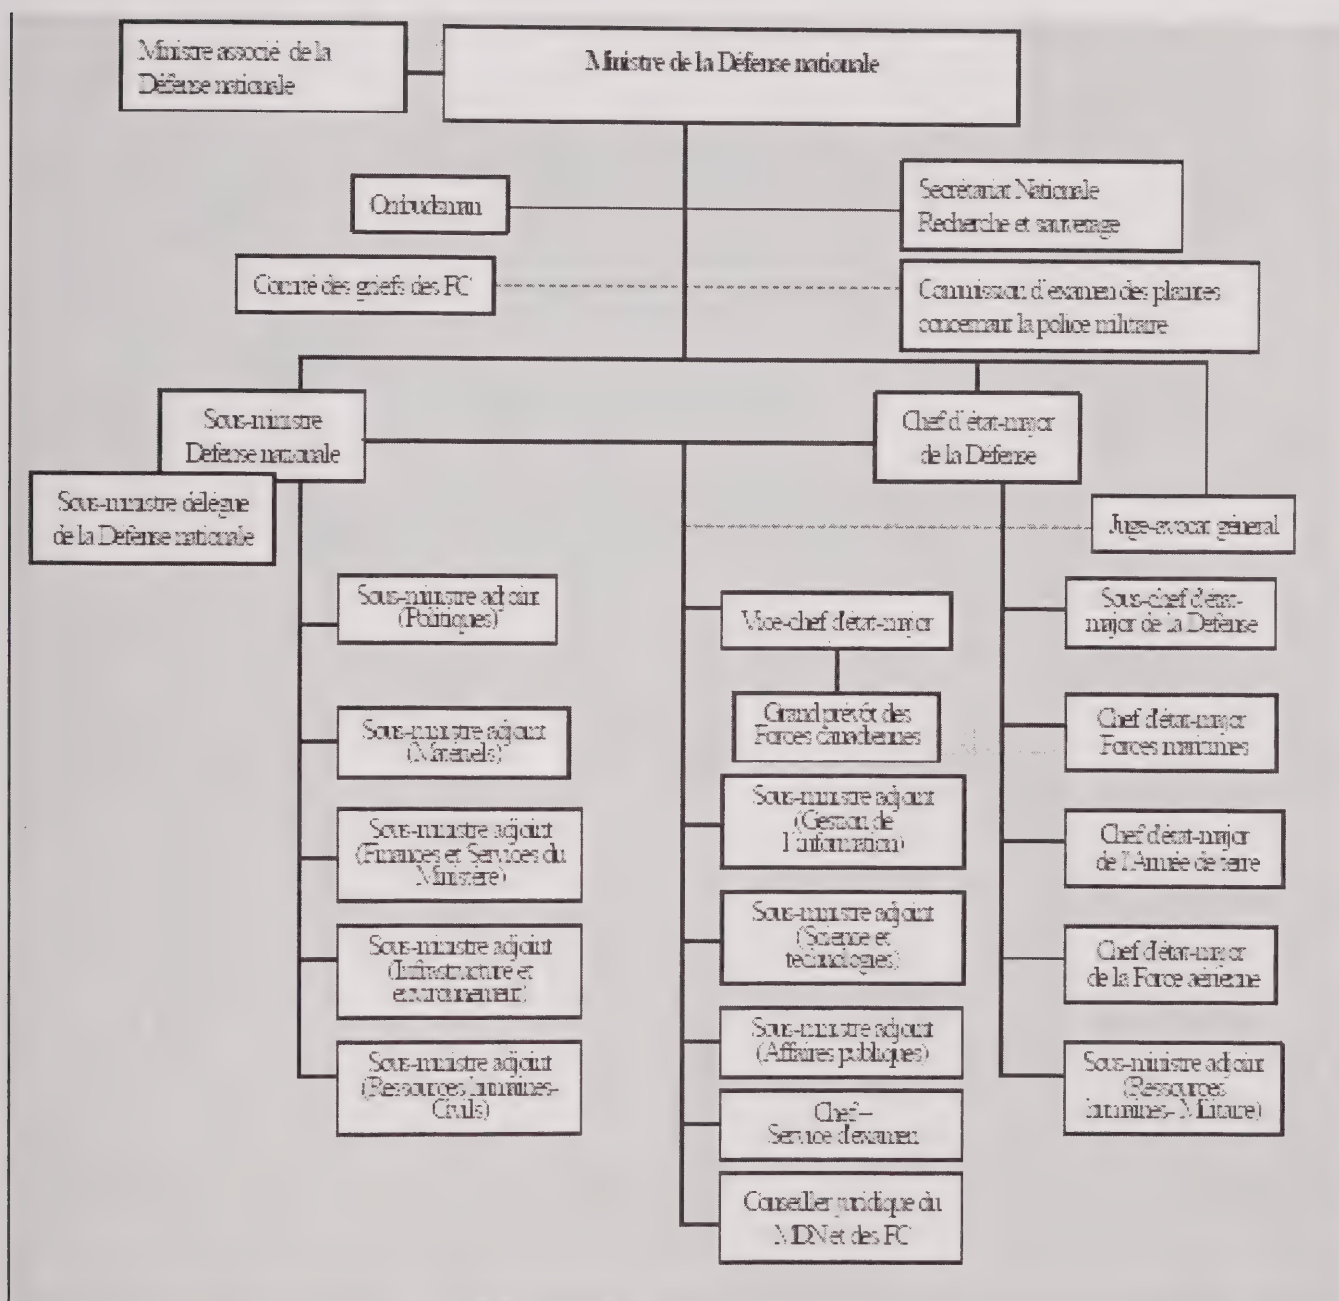 Ministre associé de la
Défense nationale
Ministre de la Défense nationale
Ombudsman
Secrétariat Nationale
Recherche et sauvetage
Comité des griefs des FC
Commission d'examen des plaintes
concernant la police militaire
Sous-ministre
Défense nationale
Chef d'état-major
de la Défense
Sous-ministre délégué
de la Défense nationale
Juge-avocat général
Sous-ministre adjoint
(Politiques)
Vice-chef d'état-major
Sous-chef d'état-
major de la Défense
Grand prévôt des
Forces canadiennes
Chef d'état-major
Forces maritimes
Sous-ministre adjoint
(Matériels)
Sous-ministre adjoint
(Gestion de
l'information)
Sous-ministre adjoint
(Finances et Services du
Ministère)
Chef d'état-major
de l'Armée de terre
Sous-ministre adjoint
(Science et
technologies)
Sous-ministre adjoint
(Infrastructure et
environnement)
Chef d'état-major
de la Force aérienne
Sous-ministre adjoint
(Affaires publiques)
Sous-ministre adjoint
(Ressources humaines-
Civils)
Sous-ministre adjoint
(Ressources
humaines- Militaire)
Chef –
Service d'examen
Conseiller juridique du
MDN et des FC